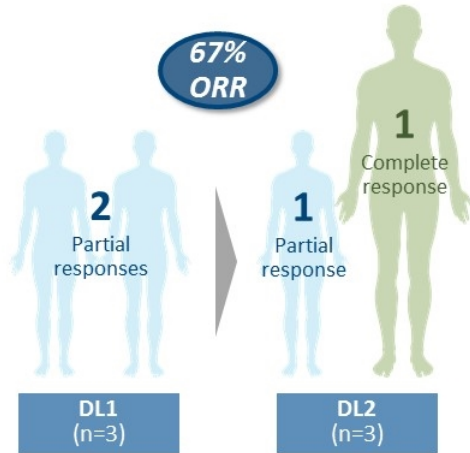 67%
ORR
2
Partial
responses
1
Partial
response
1
Complete
response
DL1
(n=3)
DL2
(n=3)